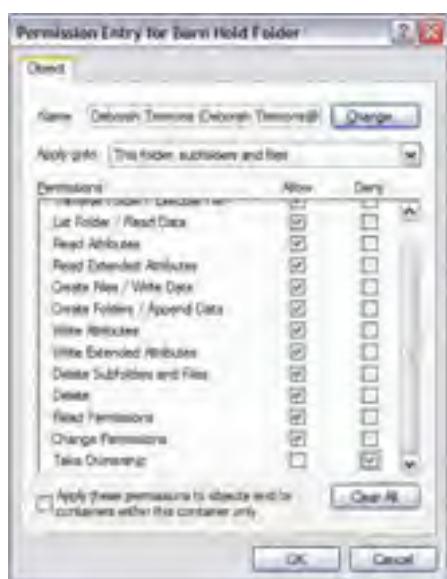 Permission Entry for Barn Hold Folder
Object
Name: Deborah Timmons (Deborah Timmons@
Change...
Apply onto: This folder, subfolders and files
Permissions: Allow Deny
List Folder / Read Data
Read Attributes
Read Extended Attributes
Create Files / Write Data
Create Folders / Append Data
Write Attributes
Write Extended Attributes
Delete Subfolders and Files
Delete
Read Permissions
Change Permissions
Take Ownership
Apply these permissions to objects and/or Clear All
containers within this container only
OK Cancel